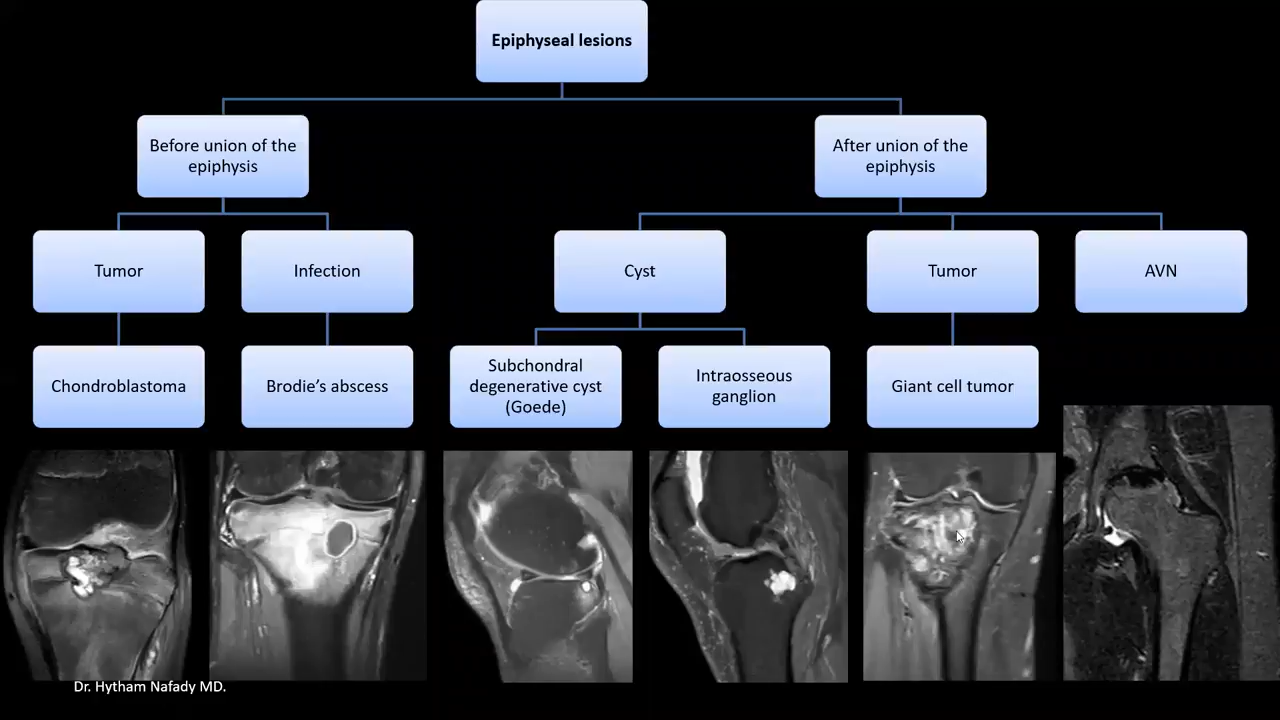 Epiphyseal lesions
Before union of the
epiphysis
After union of the
epiphysis
Tumor
Infection
Cyst
Tumor
AVN
Chondroblastoma
Brodie’s abscess
Subchondral
degenerative cyst
(Goede)
Intraosseous
ganglion
Giant cell tumor
Dr. Hytham Nafady MD.